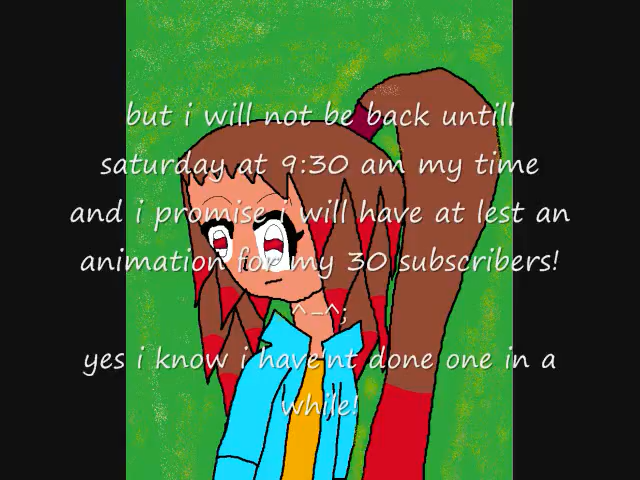 but i will not be back untill
saturday at 9:30 am my time
and i promise i will have at lest an
animation for my 30 subscribers!
^-^;
yes i know i have'nt done one in a
while!